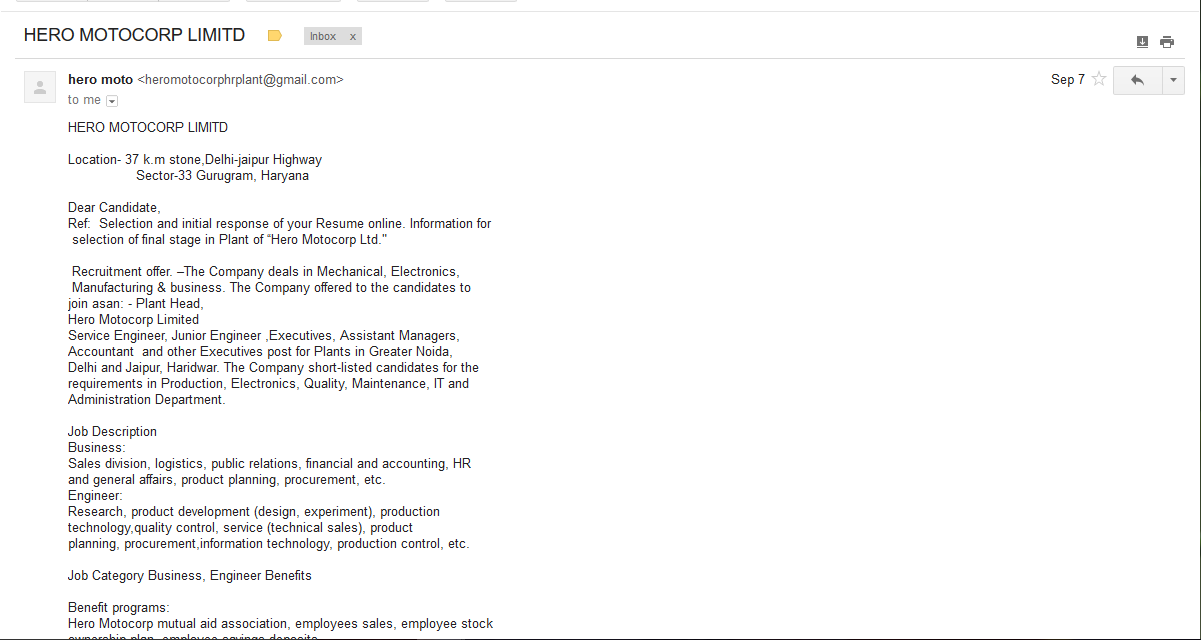 HERO MOTOCORP LIMITD
Inbox x
hero moto <heromotocorphrplant@gmail.com>
Sep 7
to me
HERO MOTOCORP LIMITD
Location- 37 k.m stone,Delhi-jaipur Highway
Sector-33 Gurugram, Haryana
Dear Candidate,
Ref:  Selection and initial response of your Resume online. Information for
selection of final stage in Plant of “Hero Motocorp Ltd."
Recruitment offer. –The Company deals in Mechanical, Electronics,
Manufacturing & business. The Company offered to the candidates to
join asan: - Plant Head,
Hero Motocorp Limited
Service Engineer, Junior Engineer ,Executives, Assistant Managers,
Accountant  and other Executives post for Plants in Greater Noida,
Delhi and Jaipur, Haridwar. The Company short-listed candidates for the
requirements in Production, Electronics, Quality, Maintenance, IT and
Administration Department.
Job Description
Business:
Sales division, logistics, public relations, financial and accounting, HR
and general affairs, product planning, procurement, etc.
Engineer:
Research, product development (design, experiment), production
technology,quality control, service (technical sales), product
planning, procurement,information technology, production control, etc.
Job Category Business, Engineer Benefits
Benefit programs:
Hero Motocorp mutual aid association, employees sales, employee stock
ownership plan, employee savings deposits